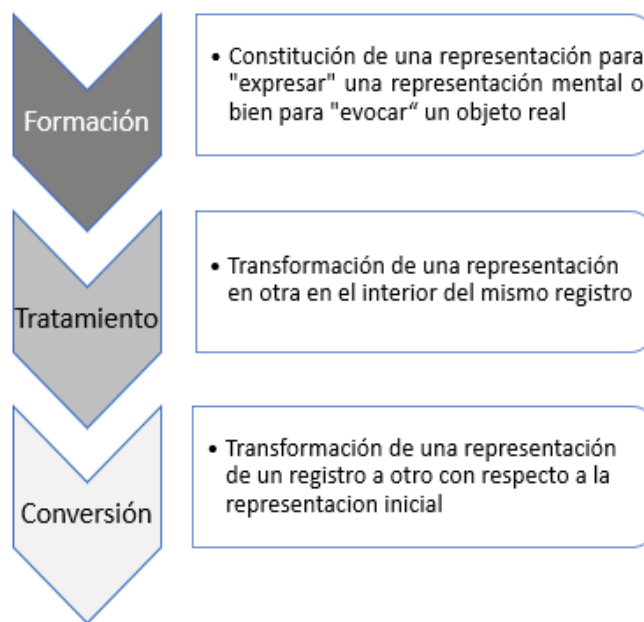 Formación
• Constitución de una representación para
"expresar" una representación mental o
bien para "evocar“ un objeto real
Tratamiento
• Transformación de una representación
en otra en el interior del mismo registro
Conversión
• Transformación de una representación
de un registro a otro con respecto a la
representacion inicial